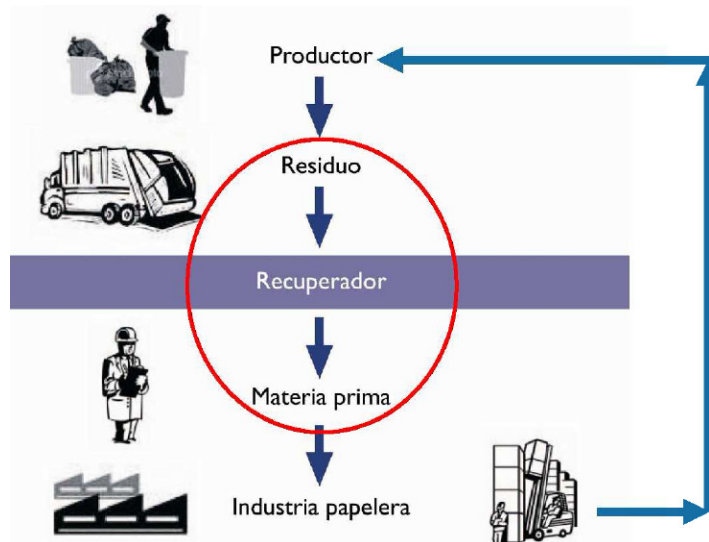 Productor
Residuo
Recuperador
Materia prima
Industria papelera